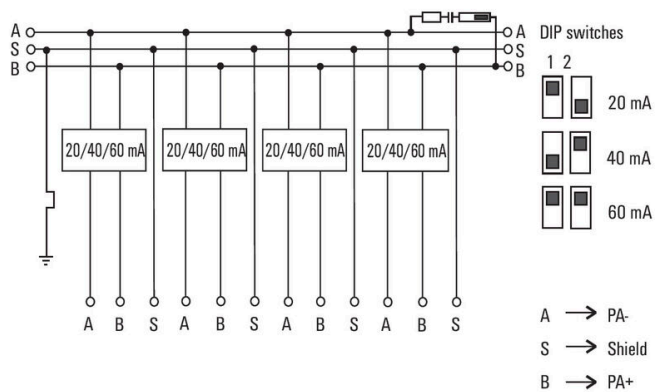 A A DIP switches
S S
B B 1 2
20/40/60 mA 20/40/60 mA 20/40/60 mA 20/40/60 mA 20 mA
40 mA
60 mA
A B S A B S A B S A B S
A → PA-
S → Shield
B → PA+